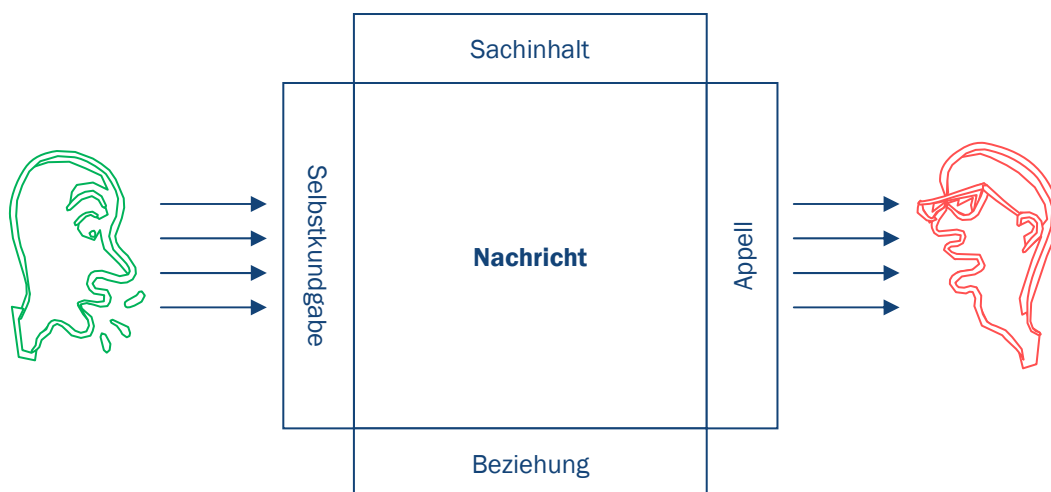 Sachinhalt
Selbstkundgabe
Nachricht
Appell
Beziehung